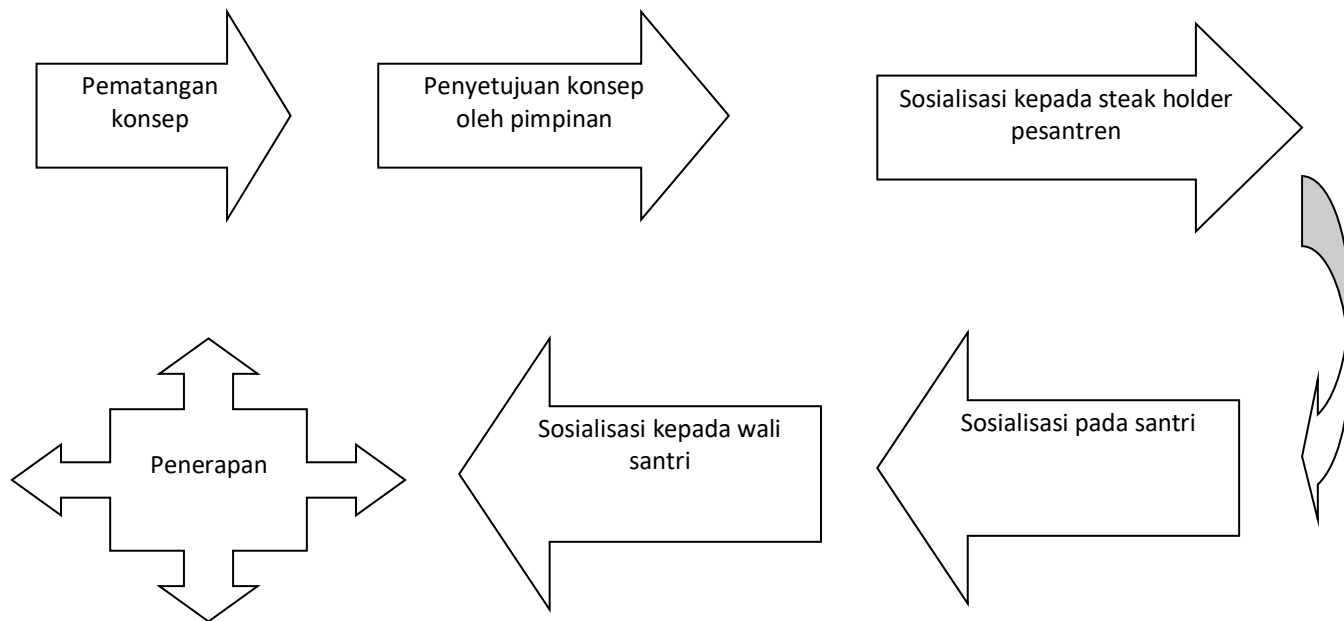 Pematangan
konsep
Penyetujuan konsep
oleh pimpinan
Sosialisasi kepada steak holder
pesantren
Sosialisasi pada santri
Sosialisasi kepada wali
santri
Penerapan